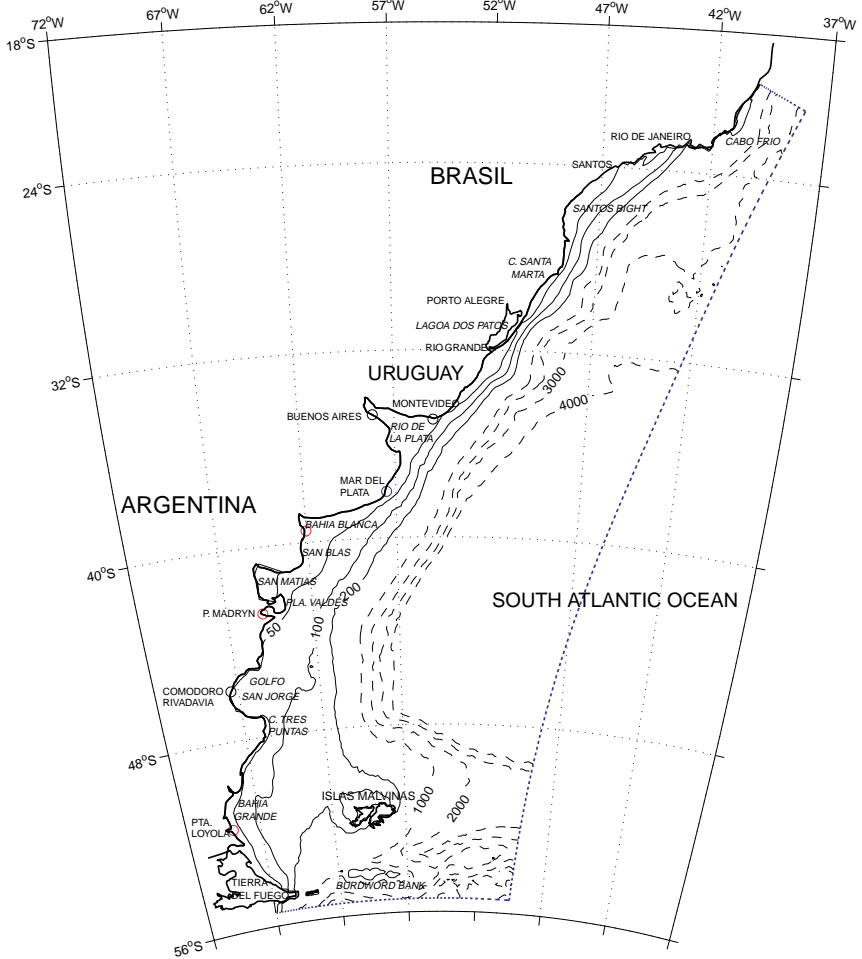 72°W
67°W
62°W
57°W
52°W
47°W
42°W
37°W
18°S
RIO DE JANEIRO
CABO FRIO
SANTOS
BRASIL
24°S
SANTOS BIGHT
C. SANTA
MARTA
PORTO ALEGRE
LAGOA DOS PATOS
RIO GRANDE
URUGUAY
32°S
3000
4000
MONTEVIDEO
BUENOS AIRES
RIO DE
LA PLATA
MAR DEL
PLATA
ARGENTINA
BAHIA BLANCA
SAN BLAS
40°S
SAN MATIAS
200
PLA. VALDES
SOUTH ATLANTIC OCEAN
P. MADRYN
50
100
GOLFO
SAN JORGE
COMODORO
RIVADAVIA
C. TRES
PUNTAS
48°S
ISLAS MALVINAS
1000
2000
BAHIA
GRANDE
PTA.
LOYOLA
TIERRA
DEL FUEGO
BURDWORD BANK
56°S